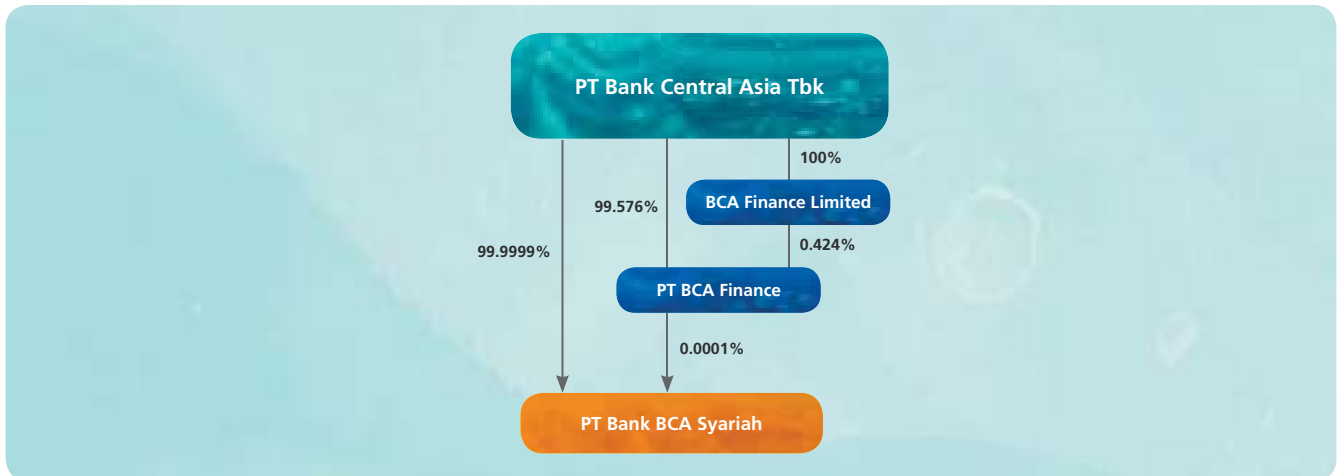 PT Bank Central Asia Tbk
100%
BCA Finance Limited
99.576%
0.424%
99.9999%
PT BCA Finance
0.0001%
PT Bank BCA Syariah